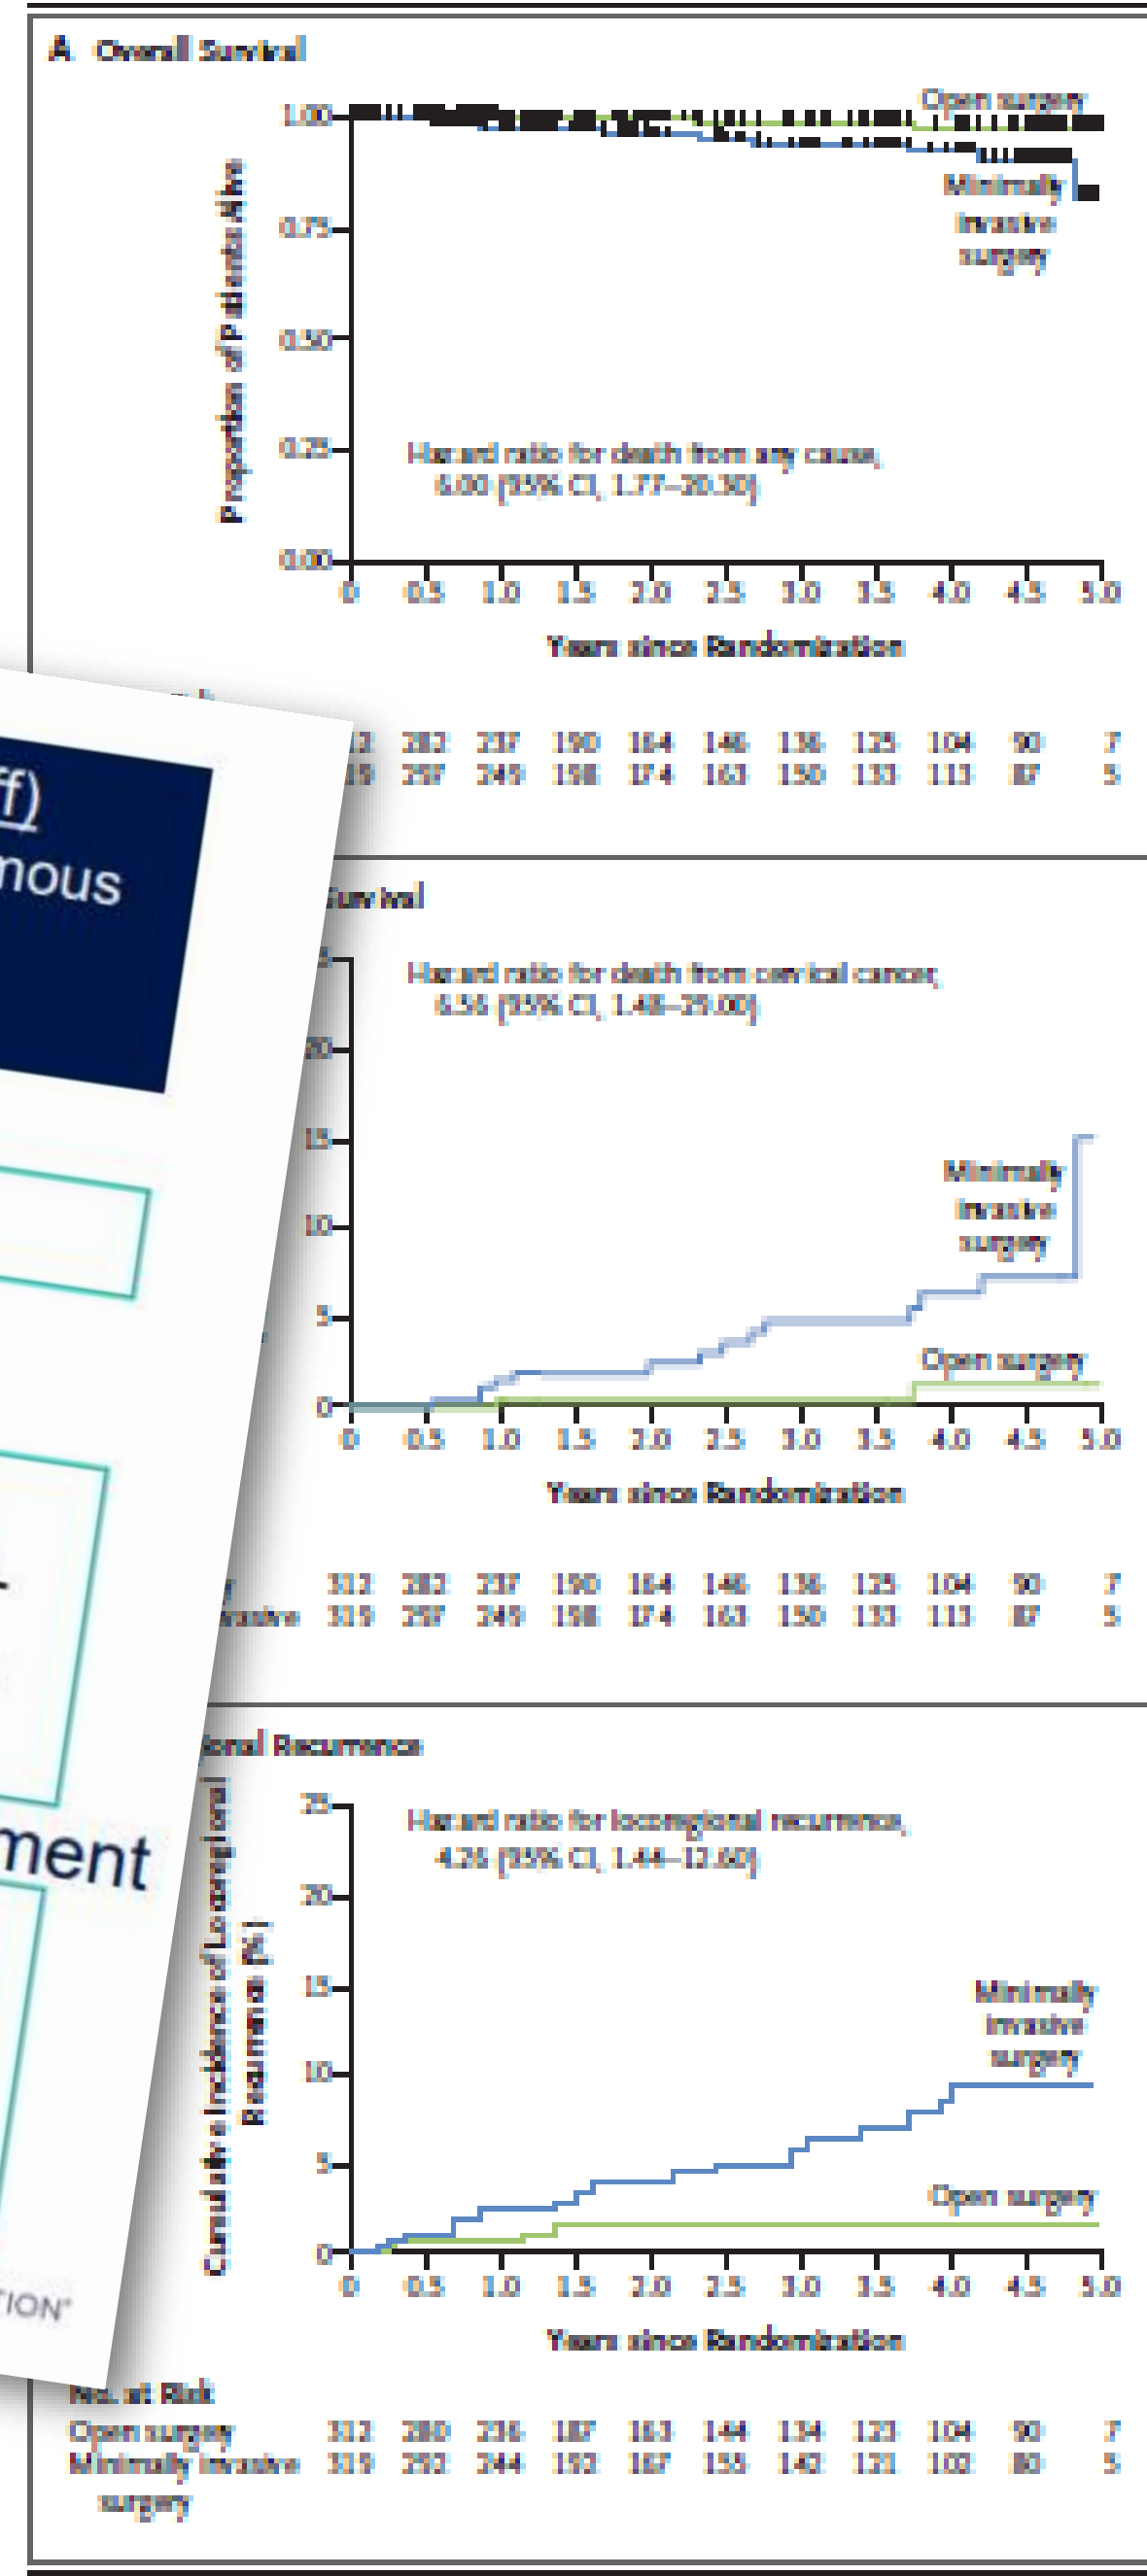 A Overall Survival
Open surgery
Minimally
invasive
surgery
1.00
0.75
0.50
0.25
0.00
Proportion of Patients Alive
Hazard ratio for death from any cause,
6.00 (95% CI, 1.77–20.30)
0 0.5 1.0 1.5 2.0 2.5 3.0 3.5 4.0 4.5 5.0
Years since Randomization
12 282 237 190 164 146 136 125 104 90 7
19 297 249 198 174 163 150 133 113 87 5
ff)
mous
Survival
Hazard ratio for death from cervical cancer,
6.56 (95% CI, 1.48–29.00)
5
20
15
10
5
0
Minimally
invasive
surgery
Open surgery
0 0.5 1.0 1.5 2.0 2.5 3.0 3.5 4.0 4.5 5.0
Years since Randomization
y 312 282 237 190 164 146 136 125 104 90 7
nvasive 319 297 249 198 174 163 150 133 113 87 5
ional Recurrence
Cumulative Incidence of Locoregional
Recurrence (%)
25
20
15
10
5
0
Hazard ratio for locoregional recurrence,
4.26 (95% CI, 1.44–12.60)
Minimally
invasive
surgery
Open surgery
0 0.5 1.0 1.5 2.0 2.5 3.0 3.5 4.0 4.5 5.0
Years since Randomization
ment
TION®
No. at Risk
Open surgery 312 280 236 187 163 144 134 123 104 90 7
Minimally invasive 319 292 244 192 167 155 142 121 102 80 5
surgery